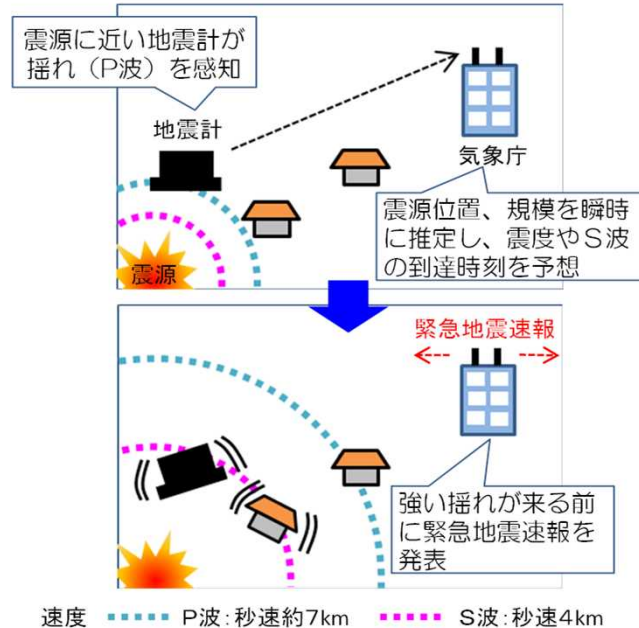 震源に近い地震計が
揺れ（P波）を感知
地震計
気象庁
震源位置、規模を瞬時
に推定し、震度やS波
の到達時刻を予想
震源
緊急地震速報
強い揺れが来る前
に緊急地震速報を
発表
速度 P波：秒速約7km S波：秒速4km